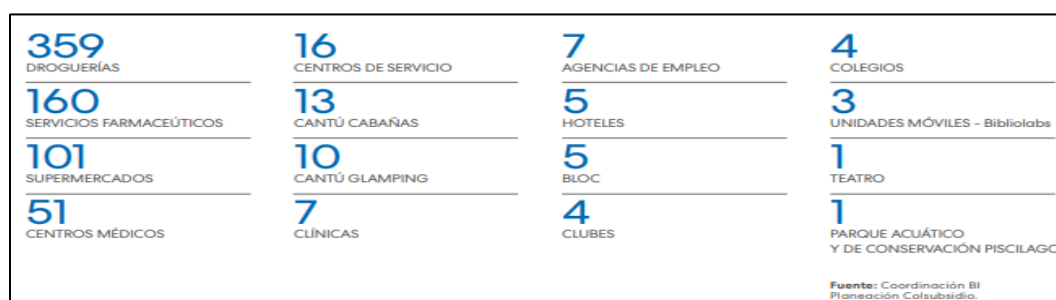 359
DROGUERÍAS
160
SERVICIOS FARMACEÚTICOS
101
SUPERMERCADOS
51
CENTROS MÉDICOS
16
CENTROS DE SERVICIO
13
CANTÚ CABAÑAS
10
CANTÚ GLAMPING
7
CLÍNICAS
7
AGENCIAS DE EMPLEO
5
HOTELES
5
BLOC
4
CLUBES
4
COLEGIOS
3
UNIDADES MÓVILES - Bibliolabs
1
TEATRO
1
PARQUE ACUÁTICO
Y DE CONSERVACIÓN PISCILAGO
Fuente: Coordinación BI
Planeación Colsubsidio.